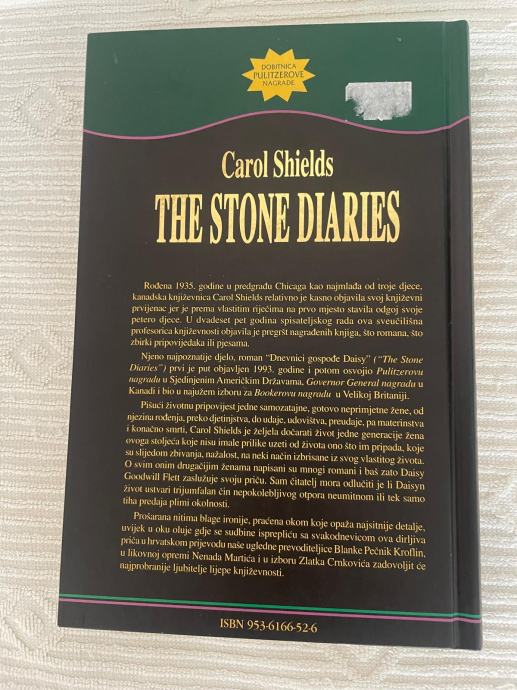 DOBITNICA
PULITZEROVE
NAGRADE
Carol Shields
THE STONE DIARIES
Rođena 1935. godine u predgrađu Chicaga kao najmlađa od troje djece,
kanadska književnica Carol Shields relativno je kasno objavila svoj književni
prvijenac jer je prema vlastitim riječima na prvo mjesto stavila odgoj svoje
petero djece. U dvadeset pet godina spisateljskog rada ova sveučilišna
profesorica književnosti objavila je pregršt nagrađenih knjiga, što romana, što
zbirki pripovijedaka ili pjesama.
Njeno najpoznatije djelo, roman "Dnevnici gospođe Daisy" ("The Stone
Diaries") prvi je put objavljen 1993. godine i potom osvojio Pulitzerovu
nagradu u Sjedinjenim Američkim Državama, Governor General nagradu u
Kanadi i bio u najužem izboru za Bookerovu nagradu u Velikoj Britaniji.
Pišući životnu pripovijest jedne samozatajne, gotovo neprimjetne žene, od
njezina rođenja, preko djetinjstva, do udaje, udovištva, preudaje, pa materinstva
i konačno smrti, Carol Shields je željela dočarati život jedne generacije žena
ovoga stoljeća koje nisu imale prilike uzeti od života ono što im pripada, koje
su slijedom zbivanja, nažalost, na neki način izbrisane iz svog vlastitog života.
O svim onim drugačijim ženama napisani su mnogi romani i baš zato Daisy
Goodwill Flett zaslužuje svoju priču. Sam čitatelj mora odlučiti je li Daisyn
život ustvari trijumfalan čin nepokolebljivog otpora neumitnom ili tek samo
tiha predaja plimi okolnosti.
Prošarana nitima blage ironije, praćena okom koje opaža najsitnije detalje,
uvijek u oku oluje gdje se sudbine isprepliću sa svakodnevicom ova dirljiva
priča u hrvatskom prijevodu naše ugledne prevoditeljice Blanke Pečnik Kroflin,
u likovnoj opremi Nenada Martića i u izboru Zlatka Crnkovića zadovoljit će
najprobranije ljubitelje lijepe književnosti.
ISBN 953-6166-52-6